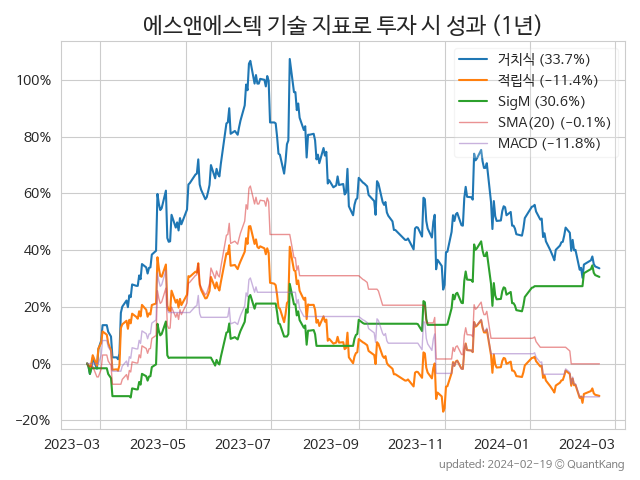 에스앤에스텍 기술 지표로 투자 시 성과 (1년)
거치식 (33.7%)
적립식 (−11.4%)
SigM (30.6%)
SMA(20) (−0.1%)
MACD (−11.8%)
100%
80%
60%
40%
20%
0%
−20%
2023-03 2023-05 2023-07 2023-09 2023-11 2024-01 2024-03
updated: 2024-02-19 © QuantKang